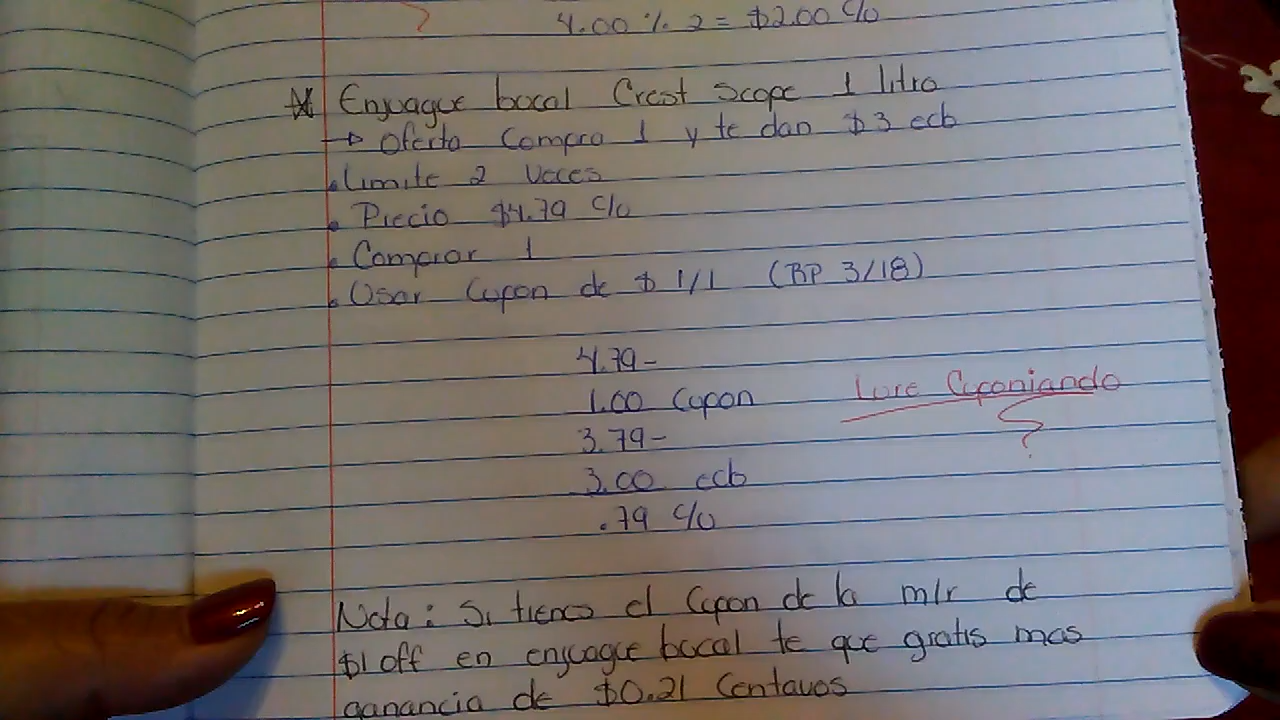 4.00 % 2 = $2.00 c/u
Enjuague bocal Crest Scope 1 litro
→ Oferta Compra 1 y te dan $3 ecb
• Limite 2 Veces
• Precio $4.79 c/u
• Comprar 1
• Usar Cupon de $1/1 (RP 3/18)
4.79-
1.00 Cupon
Lore Cuponiando
3.79-
3.00 ecb
.79 c/u
Nota: Si tienes el Cupon de la m/r de
$1 off en enjuague bocal te que gratis mas
ganancia de $0.21 Centavos